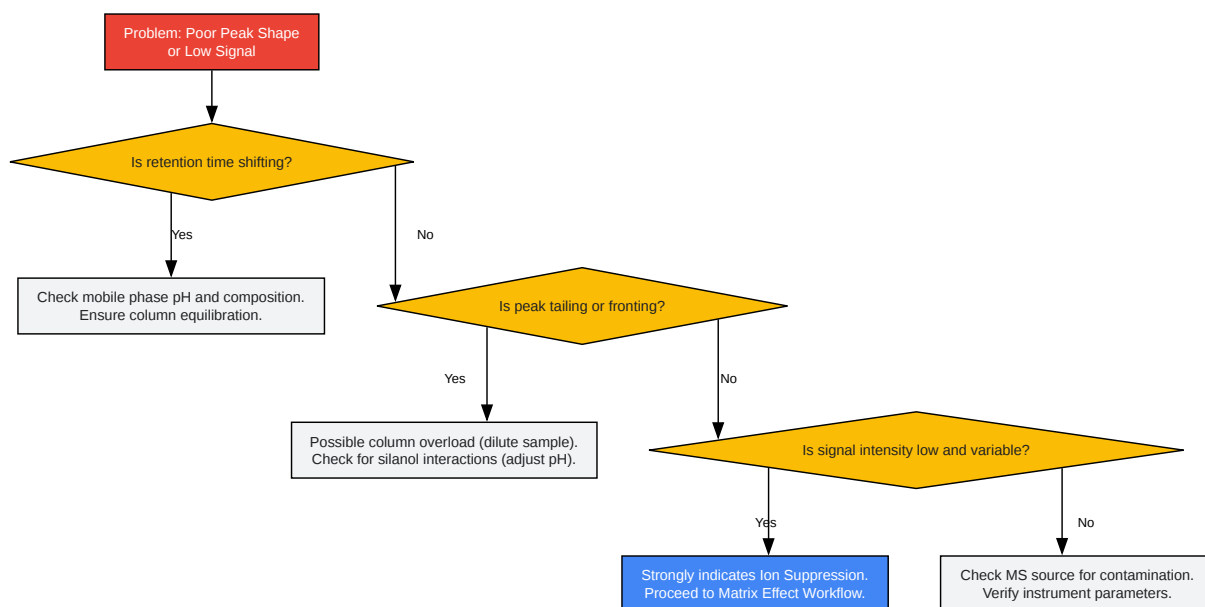 Problem: Poor Peak Shape
or Low Signal
Is retention time shifting?
Yes
No
Check mobile phase pH and composition.
Ensure column equilibration.
Is peak tailing or fronting?
Yes
No
Possible column overload (dilute sample).
Check for silanol interactions (adjust pH).
Is signal intensity low and variable?
Yes
No
Strongly indicates Ion Suppression.
Proceed to Matrix Effect Workflow.
Check MS source for contamination.
Verify instrument parameters.